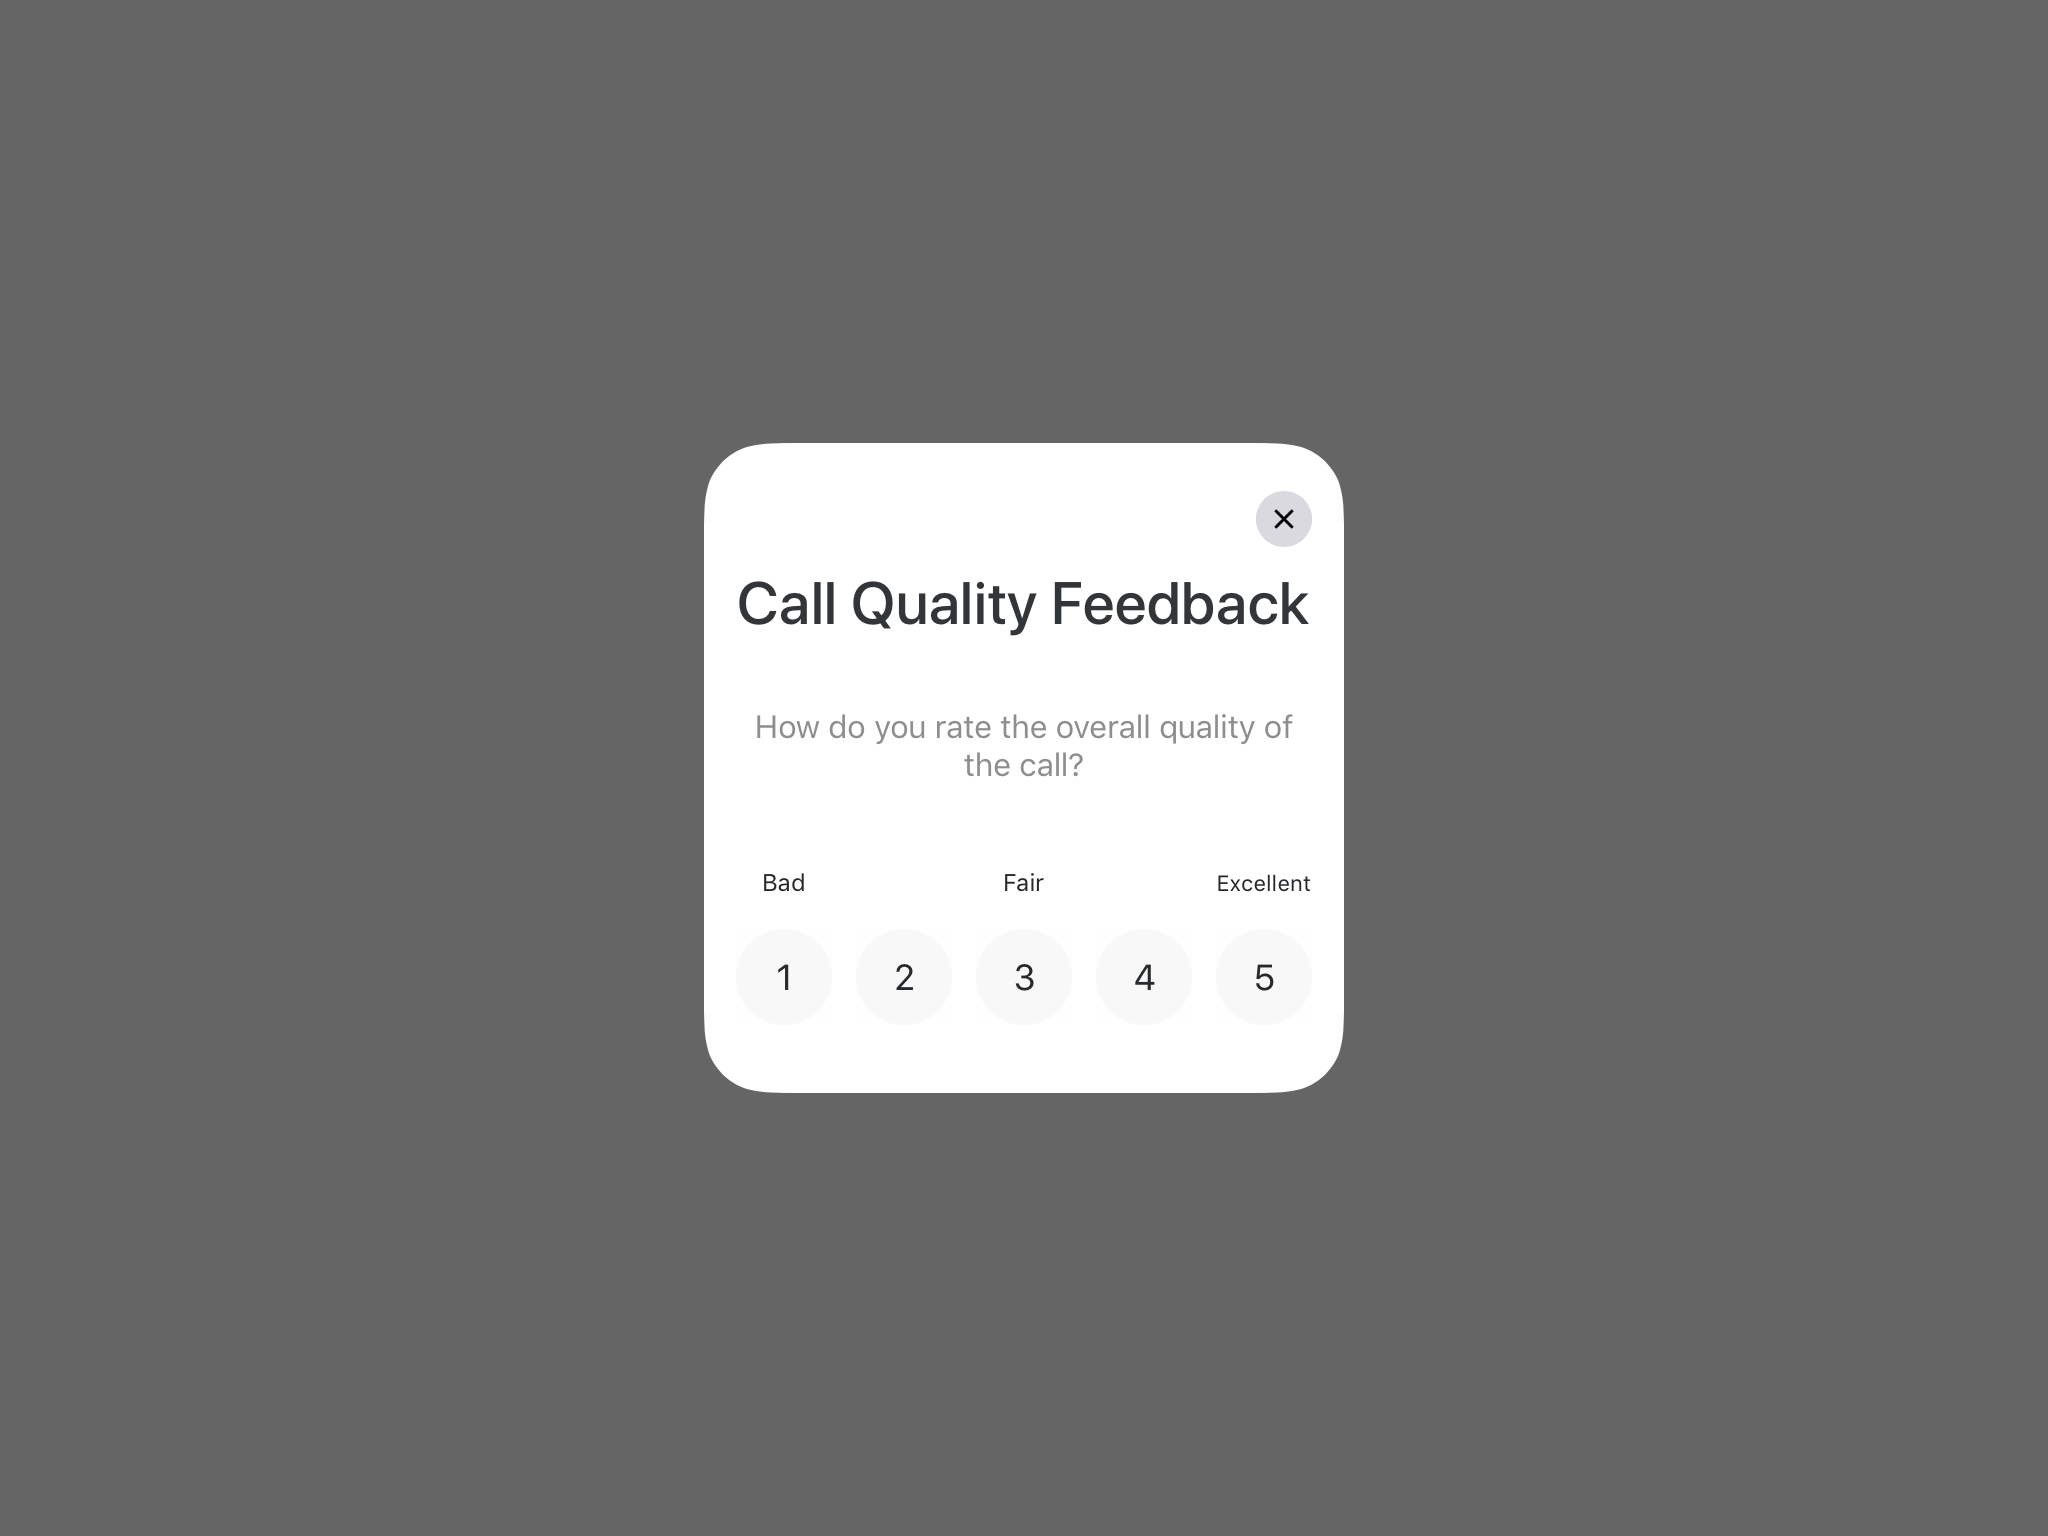 Call Quality Feedback
How do you rate the overall quality of
the call?
Bad Fair Excellent
1 2 3 4 5